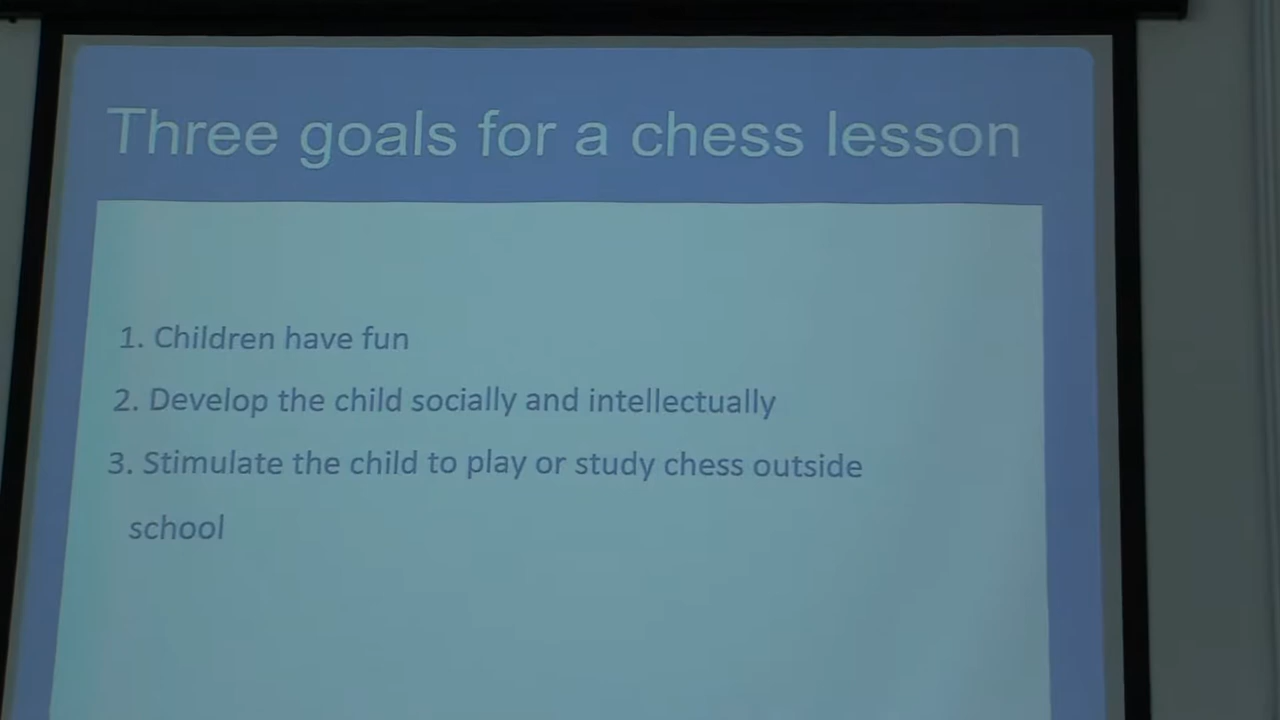 Three goals for a chess lesson
1. Children have fun
2. Develop the child socially and intellectually
3. Stimulate the child to play or study chess outside
school